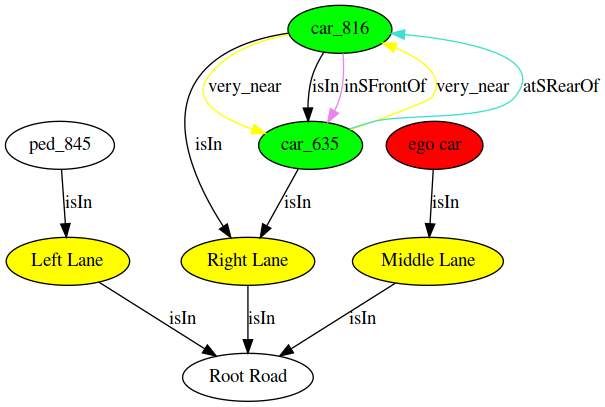 car_816
very_near
isIn
inSFrontOf
very_near
atSRearOf
isIn
ped_845
car_635
ego car
isIn
isIn
isIn
Left Lane
Right Lane
Middle Lane
isIn
isIn
isIn
Root Road